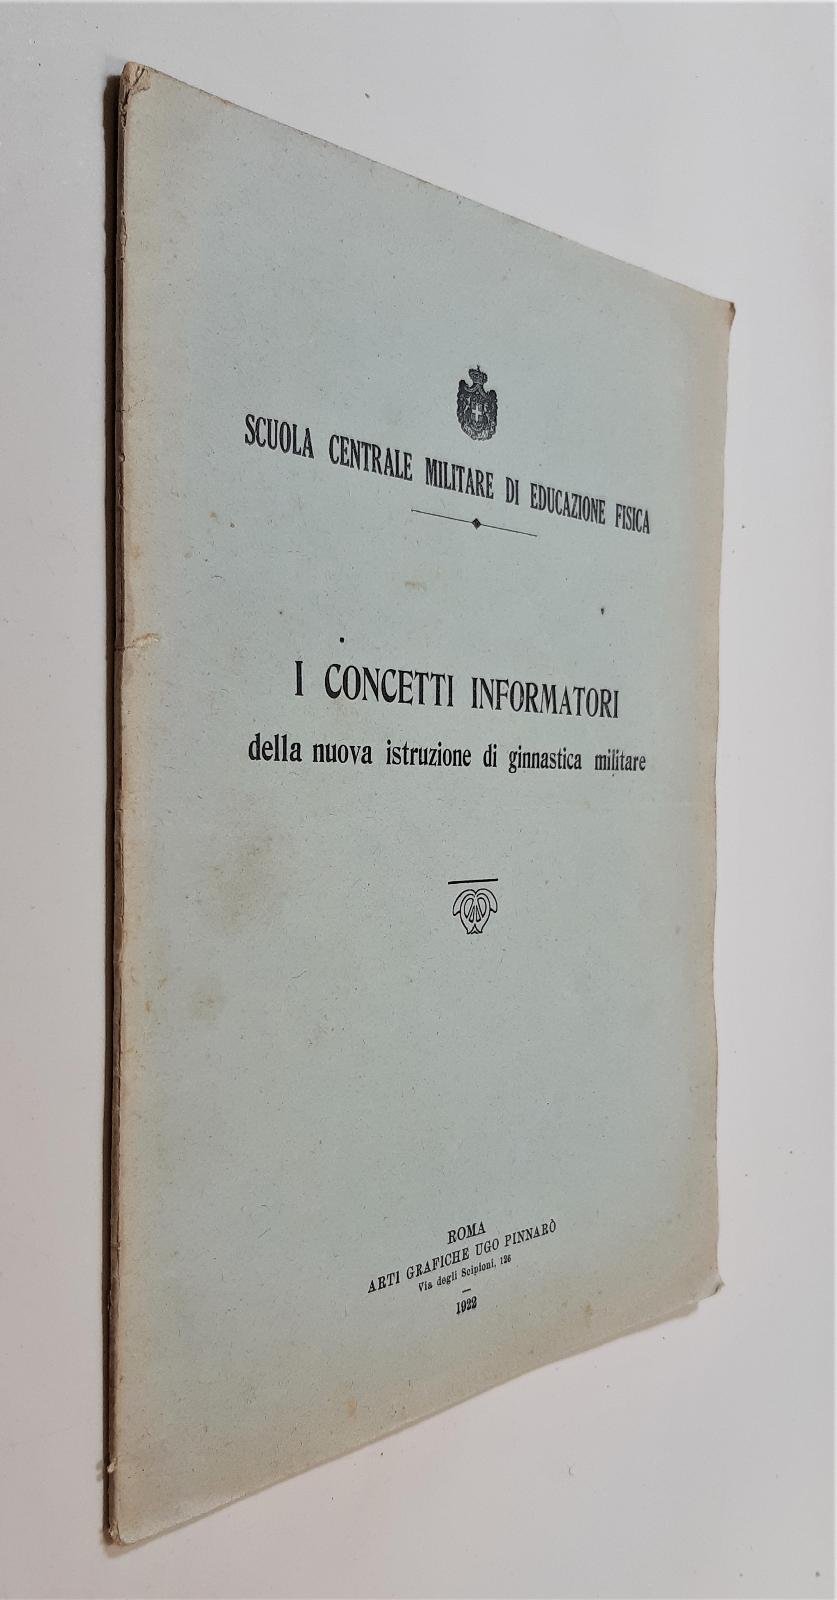 SCUOLA CENTRALE MILITARE DI EDUCAZIONE FISICA
I CONCETTI INFORMATORI
della nuova istruzione di ginnastica militare
ROMA
ARTI GRAFICHE UGO PINNARÒ
Via degli Scipioni, 126
1922